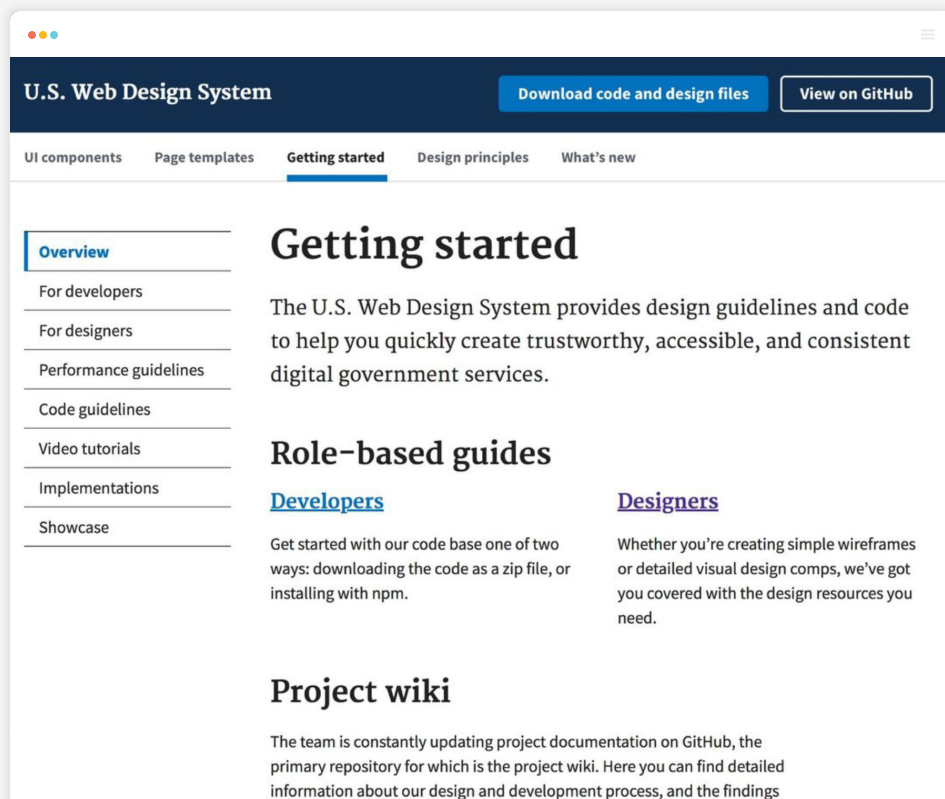 U.S. Web Design System
Download code and design files
View on GitHub
UI components
Page templates
Getting started
Design principles
What's new
Overview
For developers
For designers
Performance guidelines
Code guidelines
Video tutorials
Implementations
Showcase
Getting started
The U.S. Web Design System provides design guidelines and code
to help you quickly create trustworthy, accessible, and consistent
digital government services.
Role-based guides
Developers
Get started with our code base one of two
ways: downloading the code as a zip file, or
installing with npm.
Designers
Whether you're creating simple wireframes
or detailed visual design comps, we've got
you covered with the design resources you
need.
Project wiki
The team is constantly updating project documentation on GitHub, the
primary repository for which is the project wiki. Here you can find detailed
information about our design and development process, and the findings